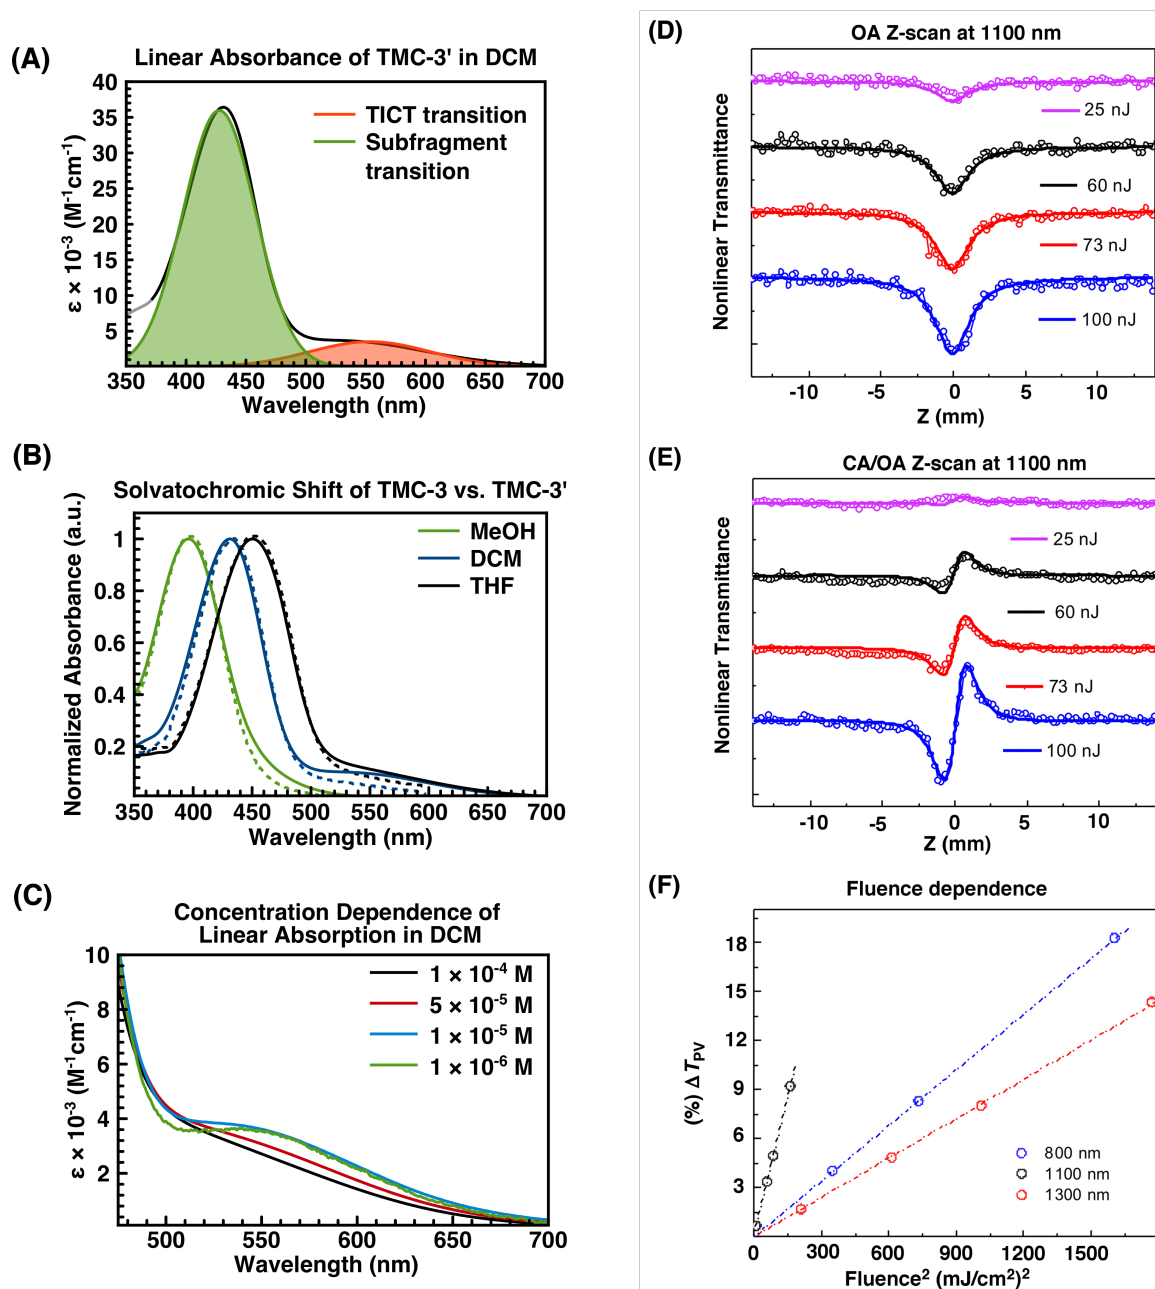 (A)
Linear Absorbance of TMC-3' in DCM
ε × 10⁻³ (M⁻¹cm⁻¹)
40
35
30
25
20
15
10
5
TICT transition
Subfragment
transition
350 400 450 500 550 600 650 700
Wavelength (nm)
(B)
Solvatochromic Shift of TMC-3 vs. TMC-3'
Normalized Absorbance (a.u.)
1
0.8
0.6
0.4
0.2
MeOH
DCM
THF
350 400 450 500 550 600 650 700
Wavelength (nm)
(C)
Concentration Dependence of
Linear Absorption in DCM
ε × 10⁻³ (M⁻¹cm⁻¹)
10
8
6
4
2
1 × 10⁻⁴ M
5 × 10⁻⁵ M
1 × 10⁻⁵ M
1 × 10⁻⁶ M
500 550 600 650 700
Wavelength (nm)
(D)
OA Z-scan at 1100 nm
Nonlinear Transmittance
25 nJ
60 nJ
73 nJ
100 nJ
-10 -5 0 5 10
Z (mm)
(E)
CA/OA Z-scan at 1100 nm
Nonlinear Transmittance
25 nJ
60 nJ
73 nJ
100 nJ
-10 -5 0 5 10
Z (mm)
(F)
Fluence dependence
(%) Δ T_PV
18
15
12
9
6
3
800 nm
1100 nm
1300 nm
0 300 600 900 1200 1500
Fluence² (mJ/cm²)²